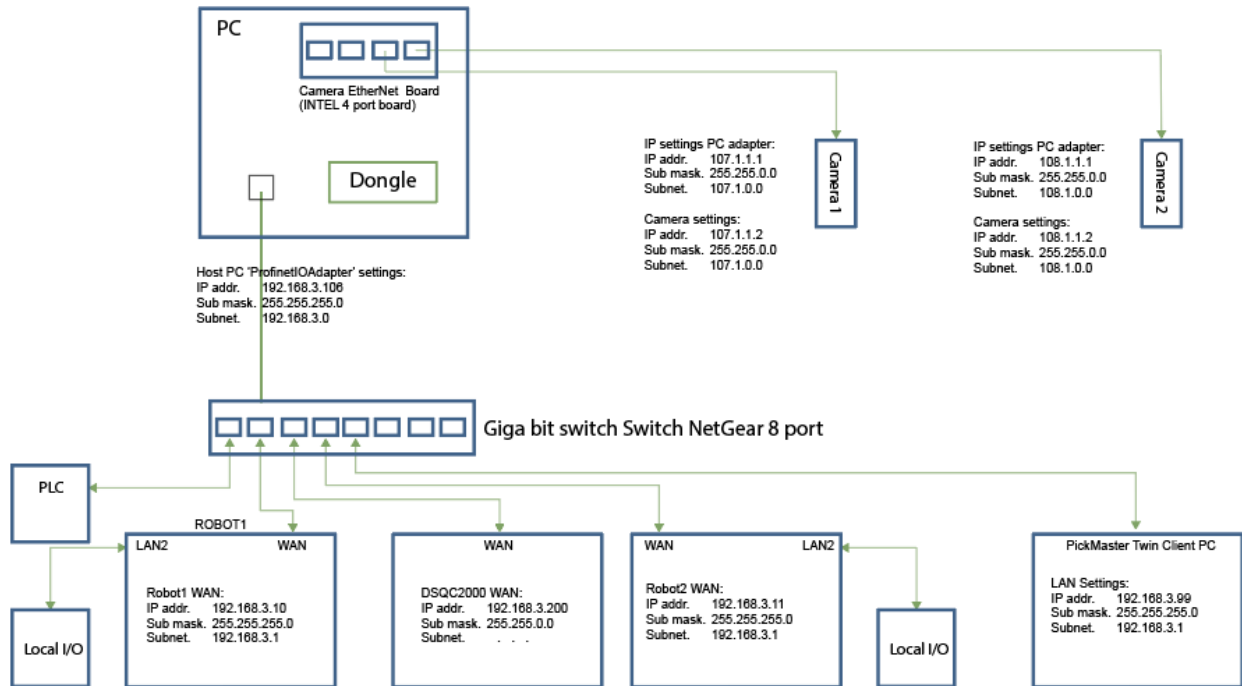 PC
Camera EtherNet Board
(INTEL 4 port board)
Dongle
Host PC 'ProfinetIOAdapter' settings:
IP addr. 192.168.3.106
Sub mask. 255.255.255.0
Subnet. 192.168.3.0
IP settings PC adapter:
IP addr. 107.1.1.1
Sub mask. 255.255.0.0
Subnet. 107.1.0.0
Camera settings:
IP addr. 107.1.1.2
Sub mask. 255.255.0.0
Subnet. 107.1.0.0
Camera 1
IP settings PC adapter:
IP addr. 108.1.1.1
Sub mask. 255.255.0.0
Subnet. 108.1.0.0
Camera settings:
IP addr. 108.1.1.2
Sub mask. 255.255.0.0
Subnet. 108.1.0.0
Camera 2
Giga bit switch Switch NetGear 8 port
PLC
Local I/O
ROBOT1
LAN2 WAN
Robot1 WAN:
IP addr. 192.168.3.10
Sub mask. 255.255.255.0
Subnet. 192.168.3.1
WAN
DSQC2000 WAN:
IP addr. 192.168.3.200
Sub mask. 255.255.0.0
Subnet. . . .
WAN LAN2
Robot2 WAN:
IP addr. 192.168.3.11
Sub mask. 255.255.255.0
Subnet. 192.168.3.1
Local I/O
PickMaster Twin Client PC
LAN Settings:
IP addr. 192.168.3.99
Sub mask. 255.255.255.0
Subnet. 192.168.3.1